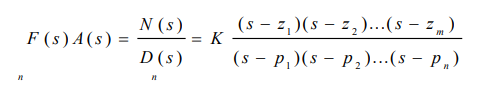 F ( s ) A ( s ) = N ( s ) / D ( s ) = K ( s − z₁ )( s − z₂ )...( s − zₘ ) / ( s − p₁ )( s − p₂ )...( s − pₙ )
n n